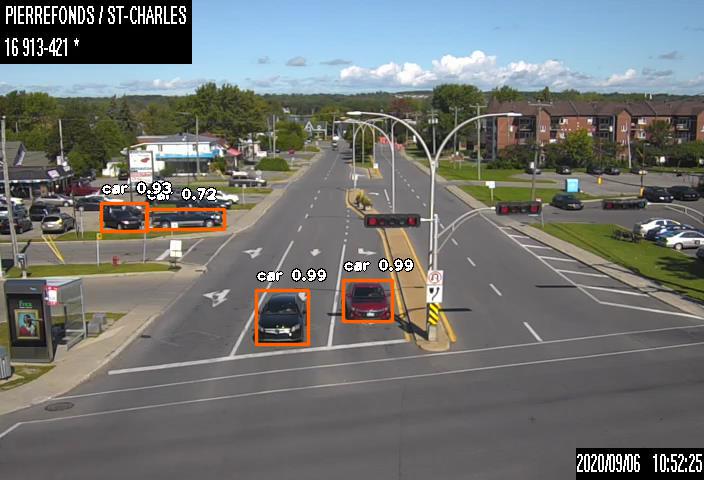 PIERREFONDS / ST-CHARLES
16 913-421 *
car 0.93
car 0.72
car 0.99
car 0.99
2020/09/06 10:52:25